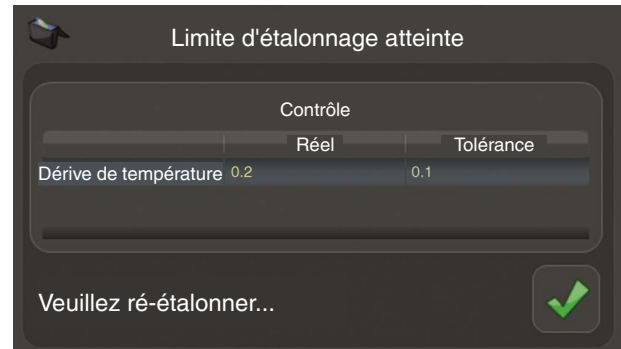 Limite d'étalonnage atteinte
Contrôle
Réel Tolérance
Dérive de température 0.2 0.1
Veuillez ré-étalonner...